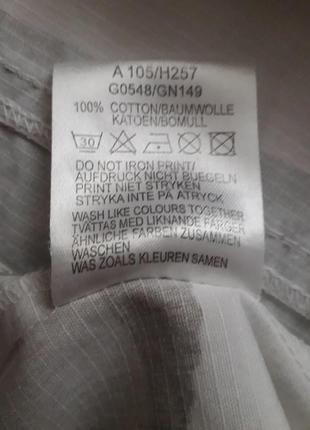 A 105/H257
G0548/GN149
100% COTTON/BAUMWOLLE
KATOEN/BOMULL
30
DO NOT IRON PRINT/
AUFDRUCK NICHT BUEGELN
PRINT NIET STRYKEN
STRYKA INTE PÅ ATRYCK.
WASH LIKE COLOURS TOGETHER/
TVÄTTAS MED LIKNANDE FÄRGER
ÄHNLICHE FARBEN ZUSAMMEN
WASCHEN
WAS ZOALS KLEUREN SAMEN